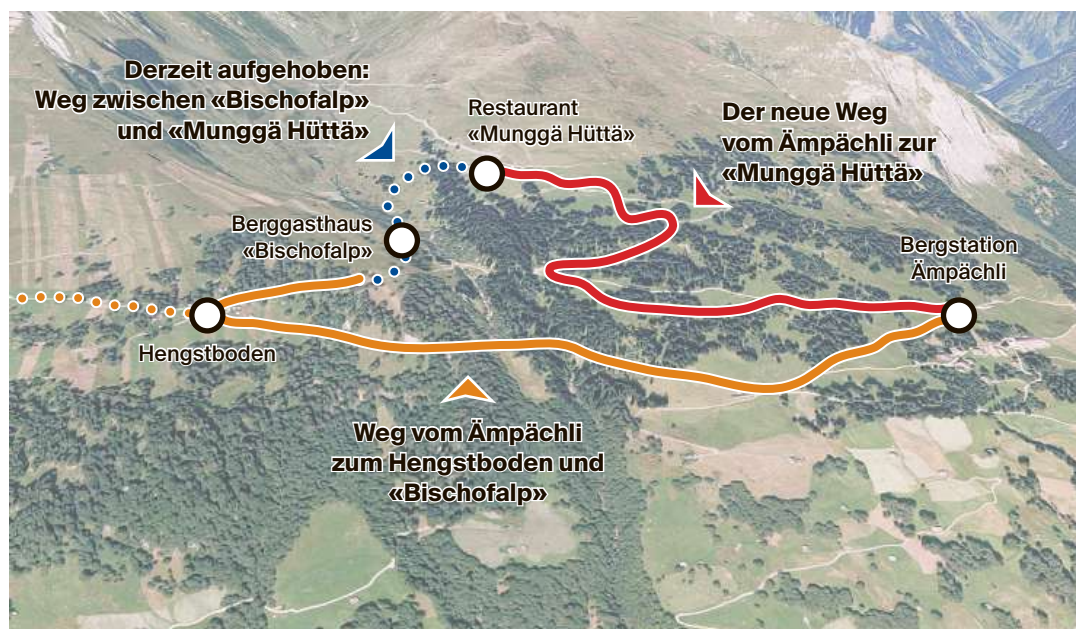 Derzeit aufgehoben:
Weg zwischen «Bischofalp»
und «Munggä Hüttä»
Restaurant
«Munggä Hüttä»
Der neue Weg
vom Ämpächli zur
«Munggä Hüttä»
Berggasthaus
«Bischofalp»
Bergstation
Ämpächli
Hengstboden
Weg vom Ämpächli
zum Hengstboden und
«Bischofalp»